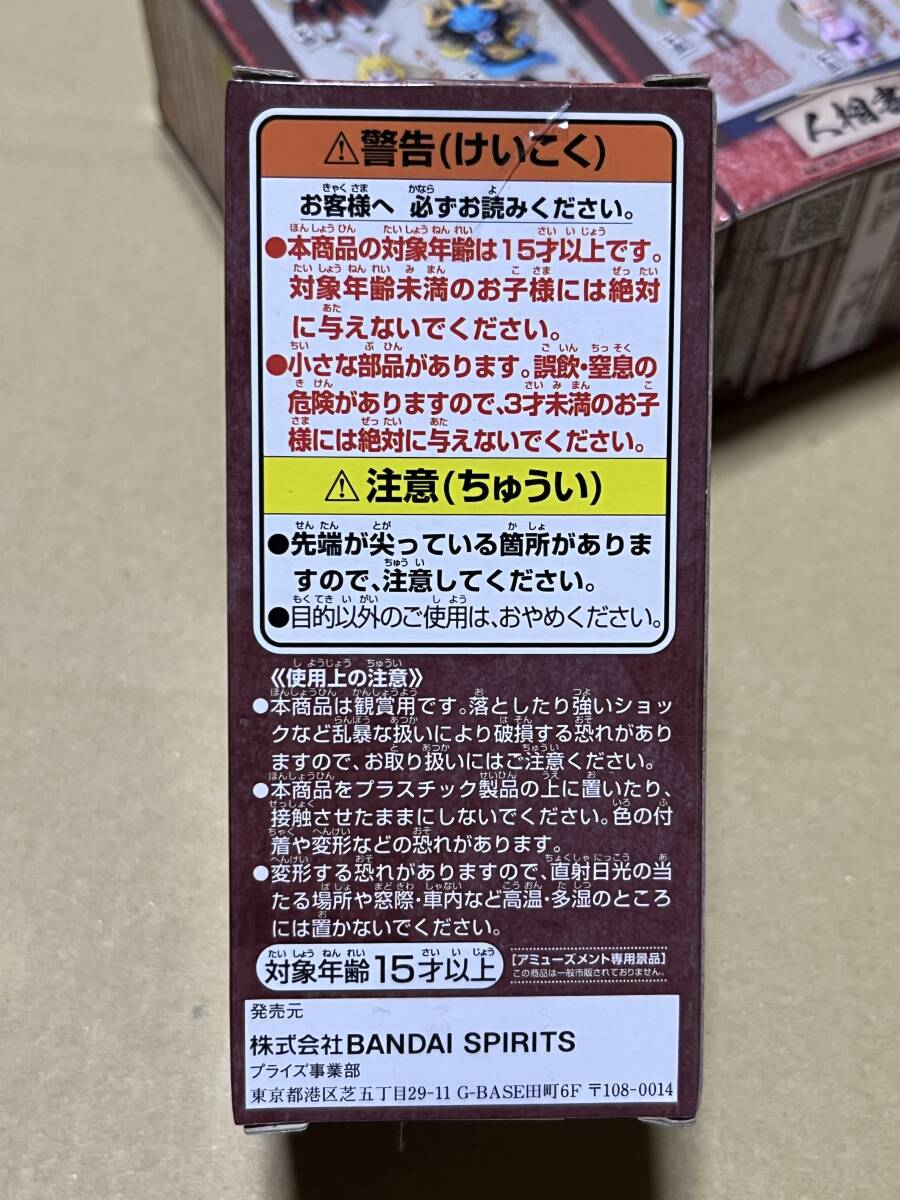 人相書
⚠警告(けいこく)
お客様へ 必ずお読みください。
●本商品の対象年齢は15才以上です。
対象年齢未満のお子様には絶対
に与えないでください。
●小さな部品があります。誤飲・窒息の
危険がありますので、3才未満のお子
様には絶対に与えないでください。
⚠注意(ちゅうい)
●先端が尖っている箇所がありま
すので、注意してください。
●目的以外のご使用は、おやめください。
《使用上の注意》
●本商品は観賞用です。落としたり強いショッ
クなど乱暴な扱いにより破損する恐れがあり
ますので、お取り扱いにはご注意ください。
●本商品をプラスチック製品の上に置いたり、
接触させたままにしないでください。色の付
着や変形などの恐れがあります。
●変形する恐れがありますので、直射日光の当
たる場所や窓際・車内など高温・多湿のところ
には置かないでください。
対象年齢15才以上
[アミューズメント専用景品]
この商品は一般市販されておりません。
発売元
株式会社BANDAI SPIRITS
プライズ事業部
東京都港区芝五丁目29-11 G-BASE田町6F 〒108-0014